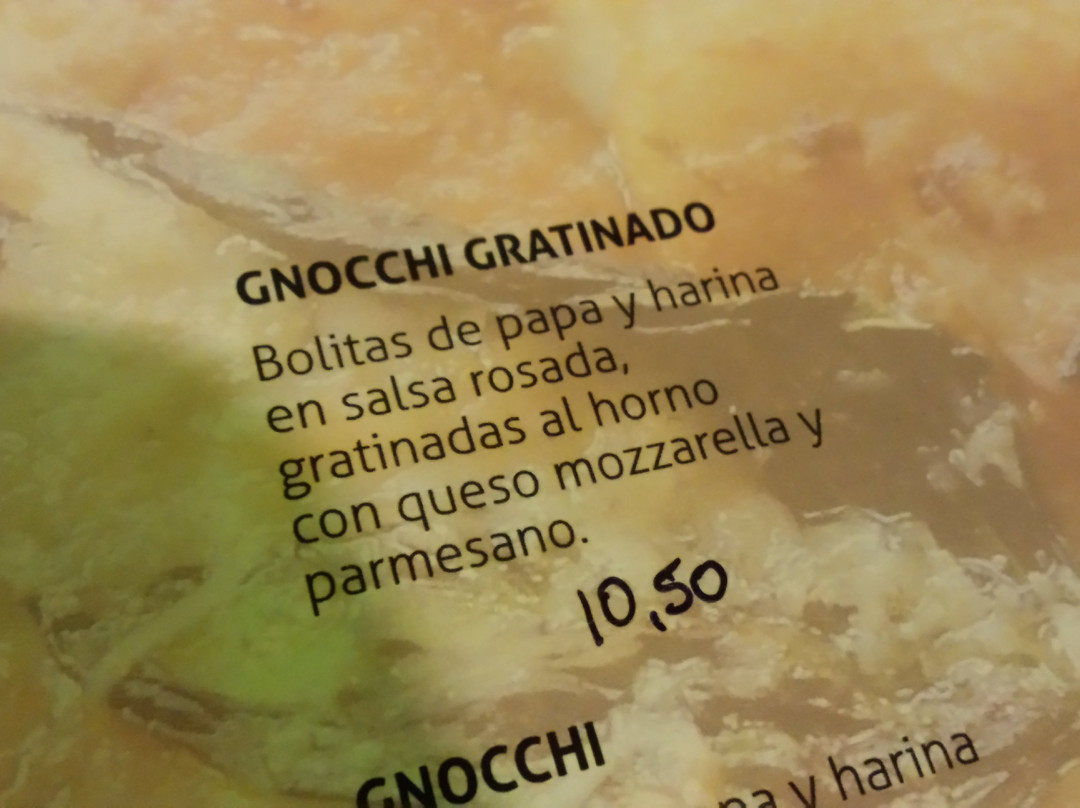 GNOCCHI GRATINADO
Bolitas de papa y harina
en salsa rosada,
gratinadas al horno
con queso mozzarella y
parmesano.
10,50
GNOCCHI
y harina